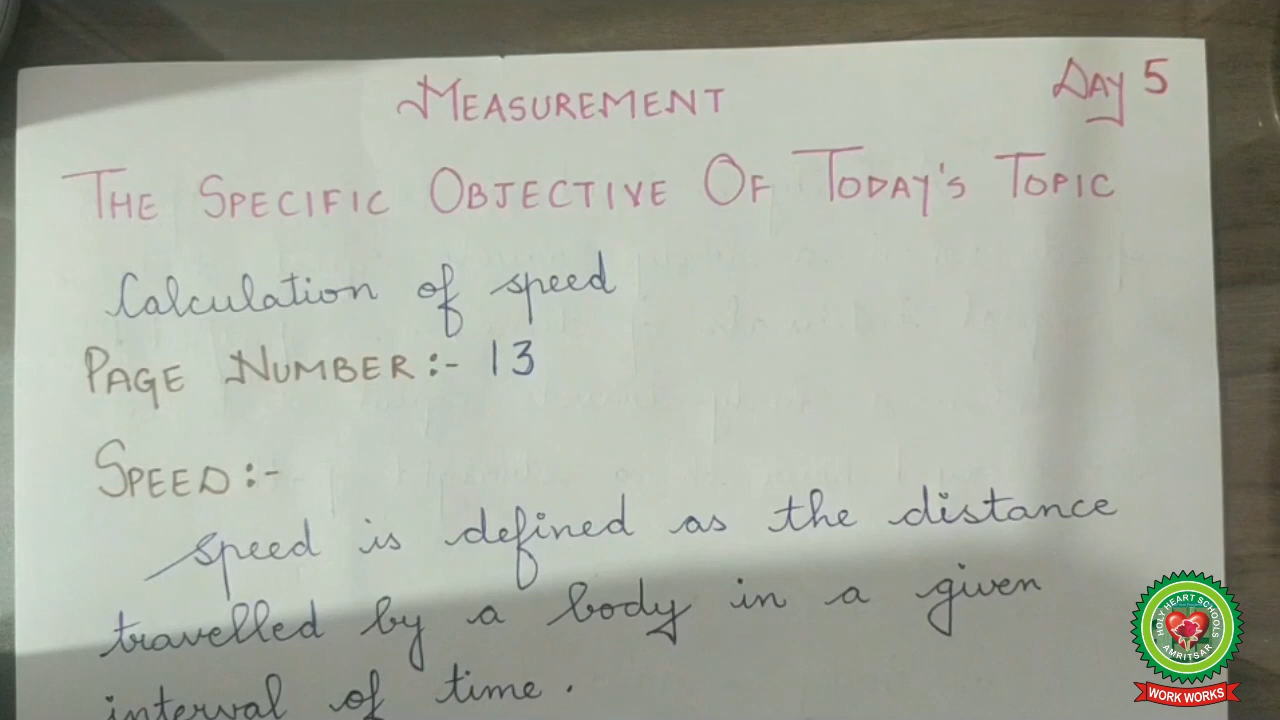 MEASUREMENT
DAY 5
THE SPECIFIC OBJECTIVE OF TODAY'S TOPIC
Calculation of speed
PAGE NUMBER:- 13
SPEED:-
speed is defined as the distance
travelled by a body in a given
interval of time.
HOLY HEART SCHOOLS
AMRITSAR
WORK WORKS